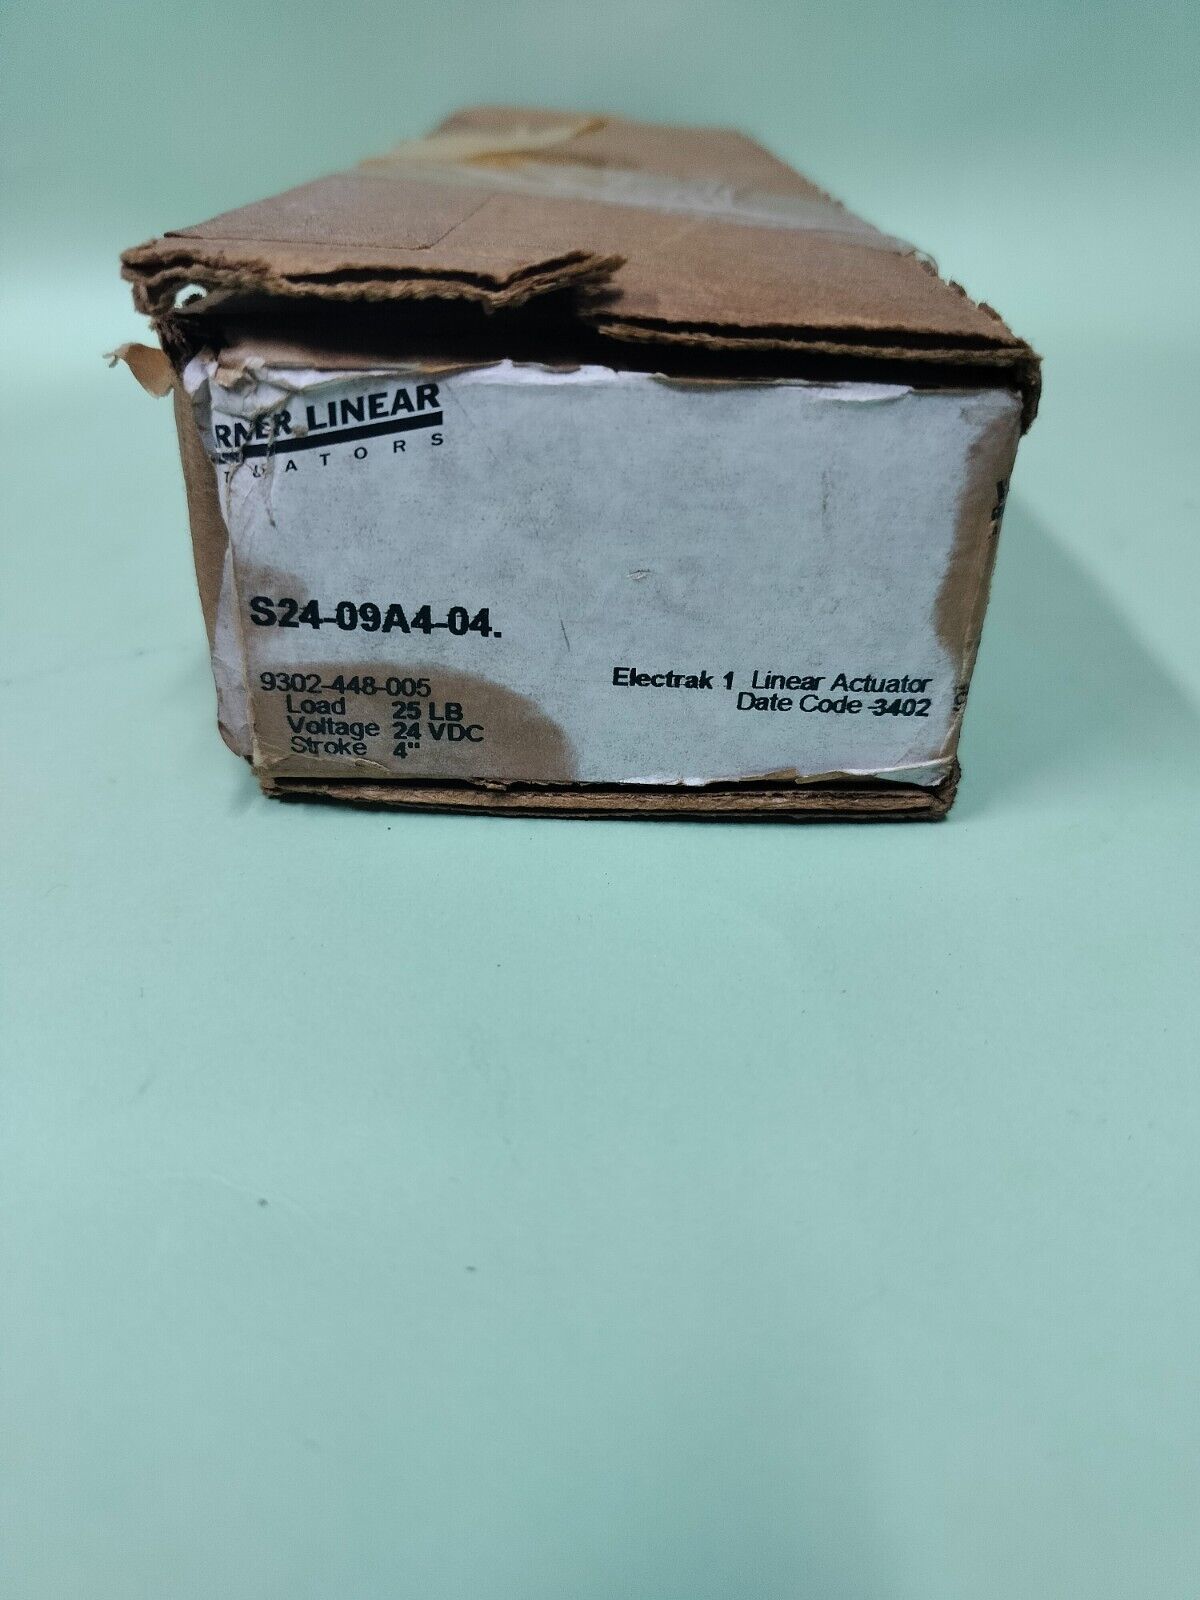 RNER LINEAR
TUATORS
S24-09A4-04.
9302-448-005
Load 25 LB
Voltage 24 VDC
Stroke 4"
Electrak 1 Linear Actuator
Date Code 3402